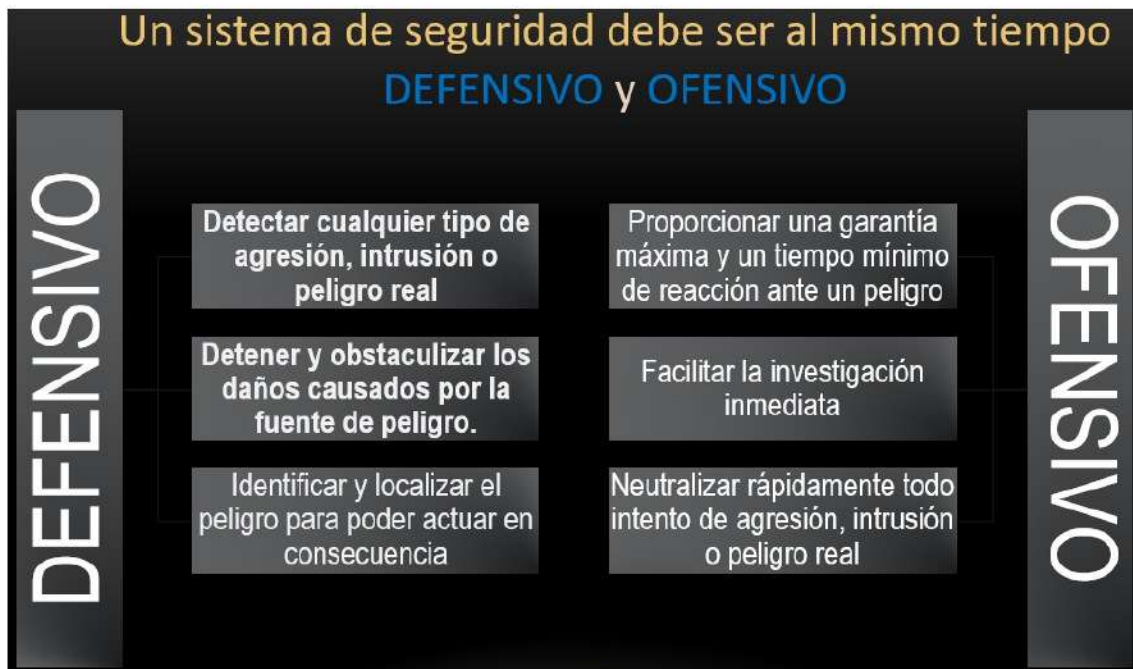 Un sistema de seguridad debe ser al mismo tiempo
DEFENSIVO y OFENSIVO
DEFENSIVO
Detectar cualquier tipo de
agresión, intrusión o
peligro real
Detener y obstaculizar los
daños causados por la
fuente de peligro.
Identificar y localizar el
peligro para poder actuar en
consecuencia
Proporcionar una garantía
máxima y un tiempo mínimo
de reacción ante un peligro
Facilitar la investigación
inmediata
Neutralizar rápidamente todo
intento de agresión, intrusión
o peligro real
OFENSIVO